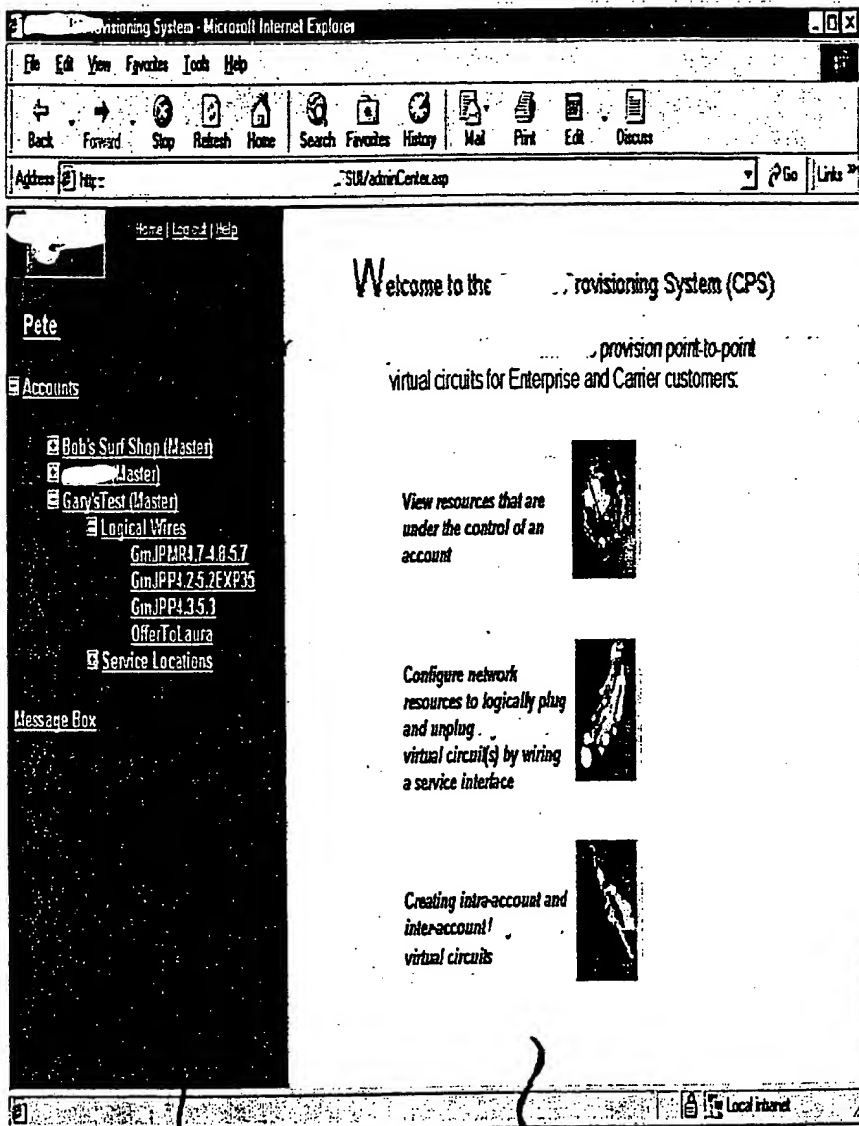 rovisioning System - Microsoft Internet Explorer
File Edit View Favorites Tools Help
Back Forward Stop Refresh Home Search Favorites History Mail Print Edit Discuss
Address SUI/adminCenter.asp Go Links »
Home | Log out | Help
Welcome to the rovisioning System (CPS)
Pete
provision point-to-point
virtual circuits for Enterprise and Carrier customers:
Accounts
Bob's Surf Shop (Master)
Master)
Gary'sTest (Master)
Logical Wires
GmJPMR4.7-4.8-5.7
GmJPP4.2-5.2EXP35
GmJPP4.3-5.3
OfferToLaura
Service Locations
Message Box
View resources that are
under the control of an
account
Configure network
resources to logically plug
and unplug
virtual circuit(s) by wiring
a service interface
Creating intra-account and
inter-account
virtual circuits
Local intranet